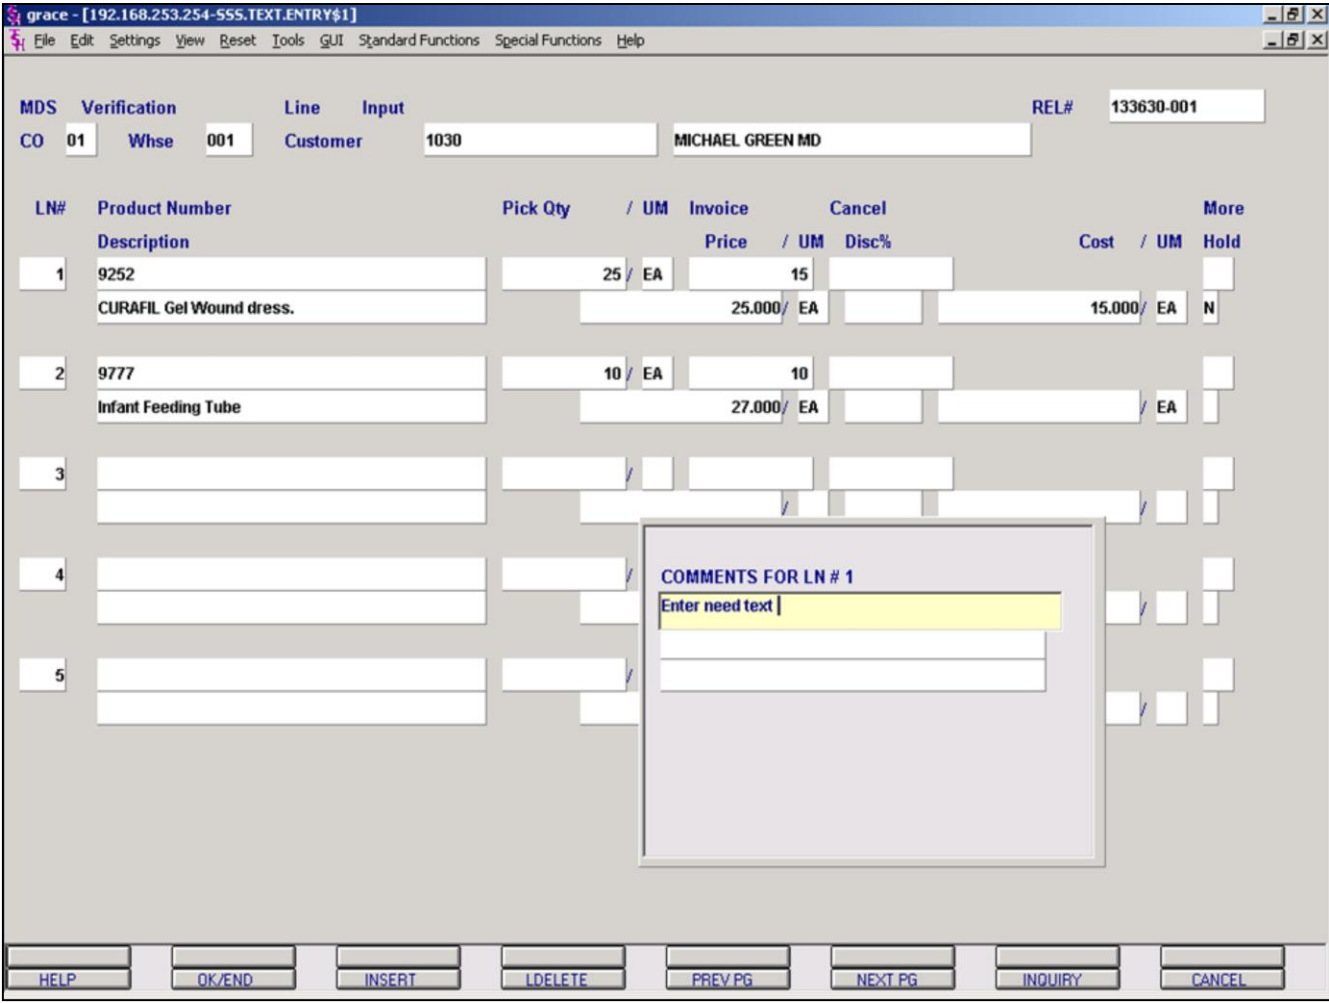 grace - [192.168.253.254-SSS.TEXT.ENTRY$1]
File Edit Settings View Reset Tools GUI Standard Functions Special Functions Help
MDS Verification Line Input REL# 133630-001
CO 01 Whse 001 Customer 1030 MICHAEL GREEN MD
LN# Product Number Pick Qty / UM Invoice Cancel More
Description Price / UM Disc% Cost / UM Hold
1 9252 25 / EA 15
CURAFIL Gel Wound dress. 25.000 / EA 15.000 / EA N
2 9777 10 / EA 10
Infant Feeding Tube 27.000 / EA / EA
3 /
/ /
4 /
COMMENTS FOR LN # 1
Enter need text
/
5 /
/
HELP OK/END INSERT LDELETE PREV PG NEXT PG INQUIRY CANCEL